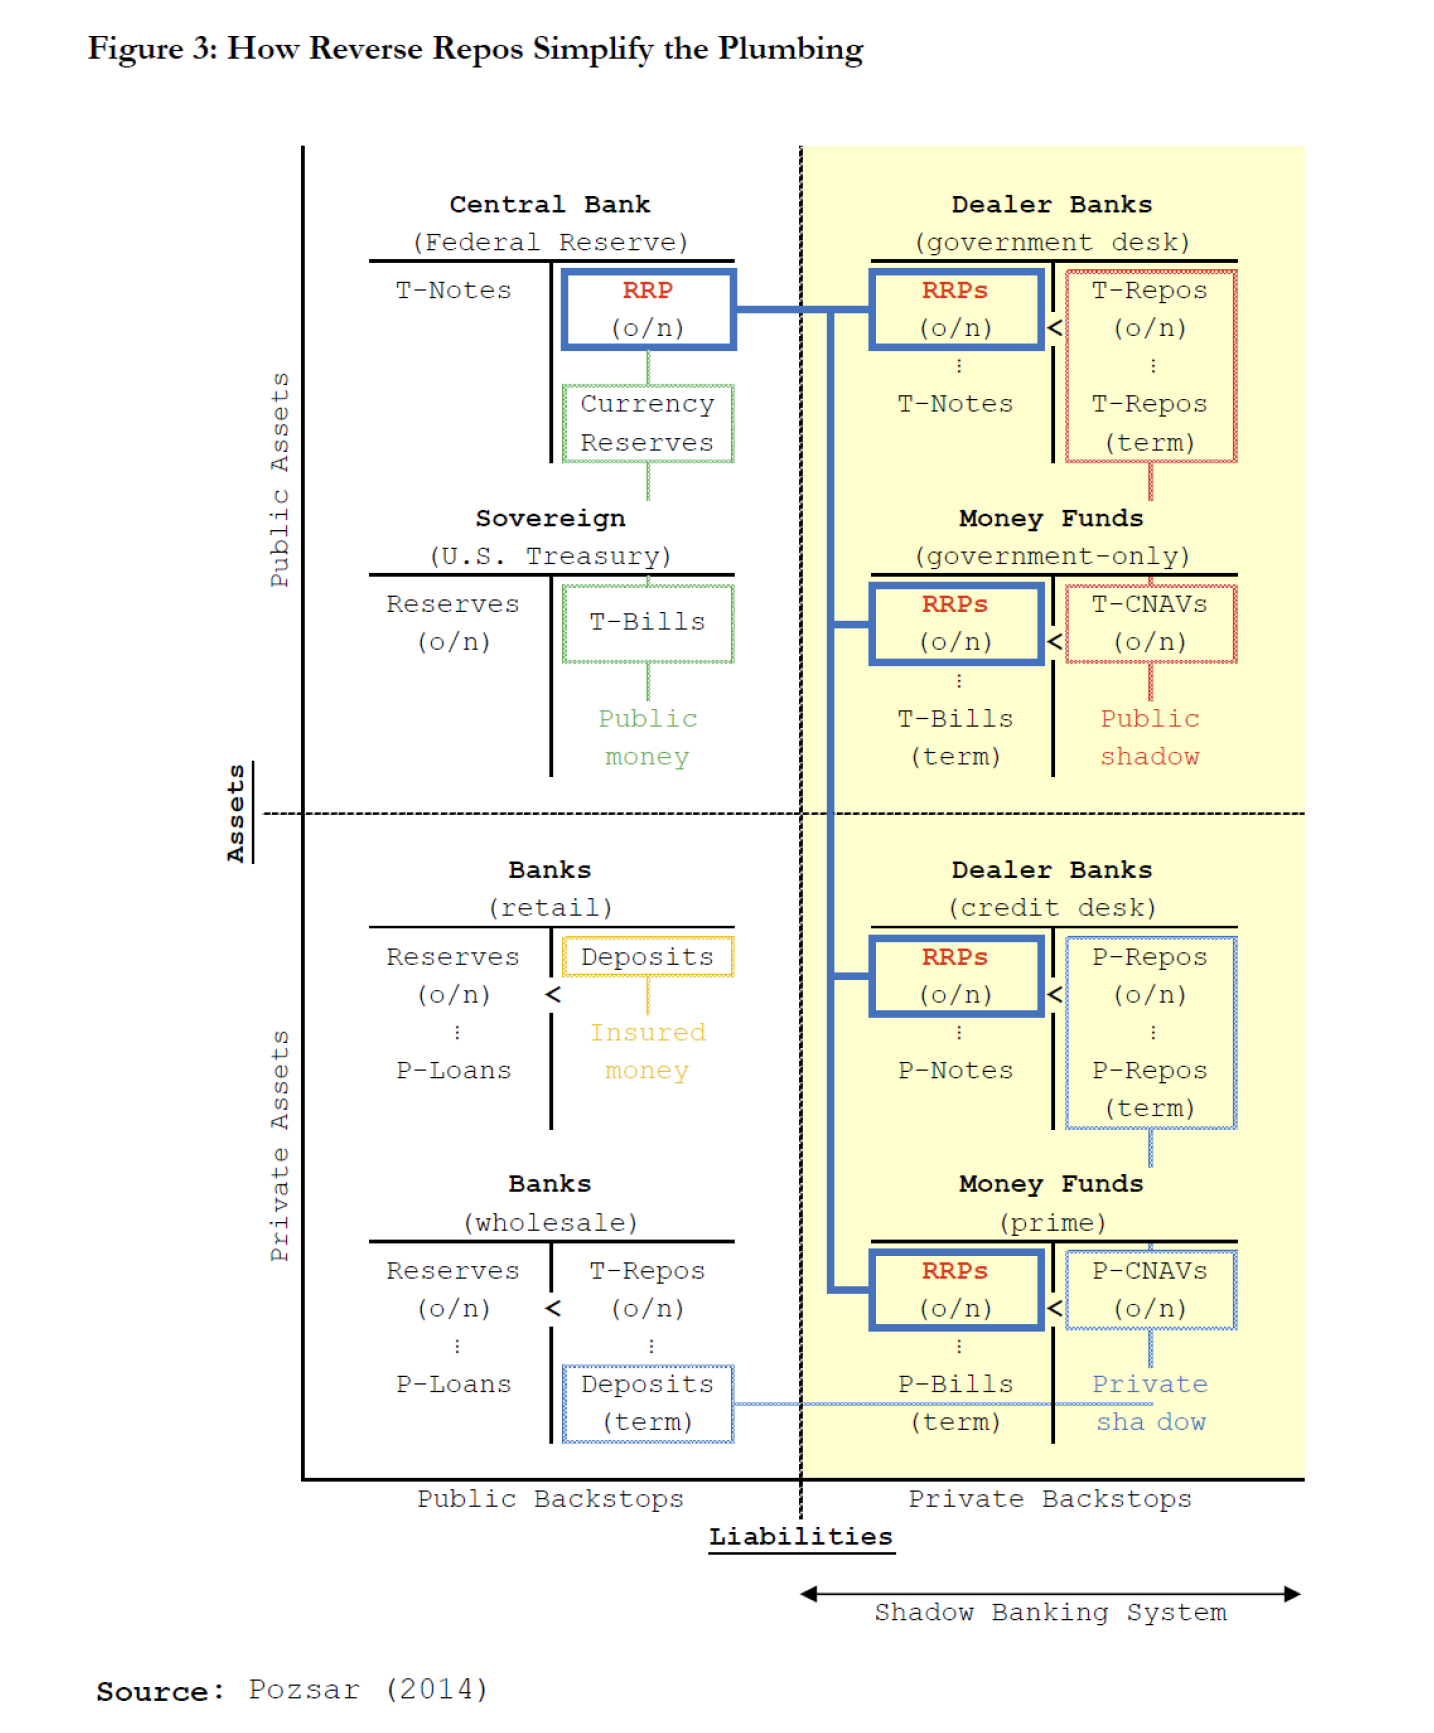 Figure 3: How Reverse Repos Simplify the Plumbing
Public Assets
Central Bank
(Federal Reserve)
T-Notes
RRP
(o/n)
Currency
Reserves
Dealer Banks
(government desk)
RRPs
(o/n)
⋮
T-Notes
<
T-Repos
(o/n)
⋮
T-Repos
(term)
Sovereign
(U.S. Treasury)
Reserves
(o/n)
T-Bills
Public
money
Money Funds
(government-only)
RRPs
(o/n)
⋮
T-Bills
(term)
<
T-CNAVs
(o/n)
Public
shadow
Assets
Private Assets
Banks
(retail)
Reserves
(o/n)
⋮
P-Loans
<
Deposits
Insured
money
Dealer Banks
(credit desk)
RRPs
(o/n)
⋮
P-Notes
<
P-Repos
(o/n)
⋮
P-Repos
(term)
Banks
(wholesale)
Reserves
(o/n)
⋮
P-Loans
<
T-Repos
(o/n)
⋮
Deposits
(term)
Money Funds
(prime)
RRPs
(o/n)
⋮
P-Bills
(term)
<
P-CNAVs
(o/n)
Private
sha dow
Public Backstops
Private Backstops
Liabilities
Shadow Banking System
Source: Pozsar (2014)